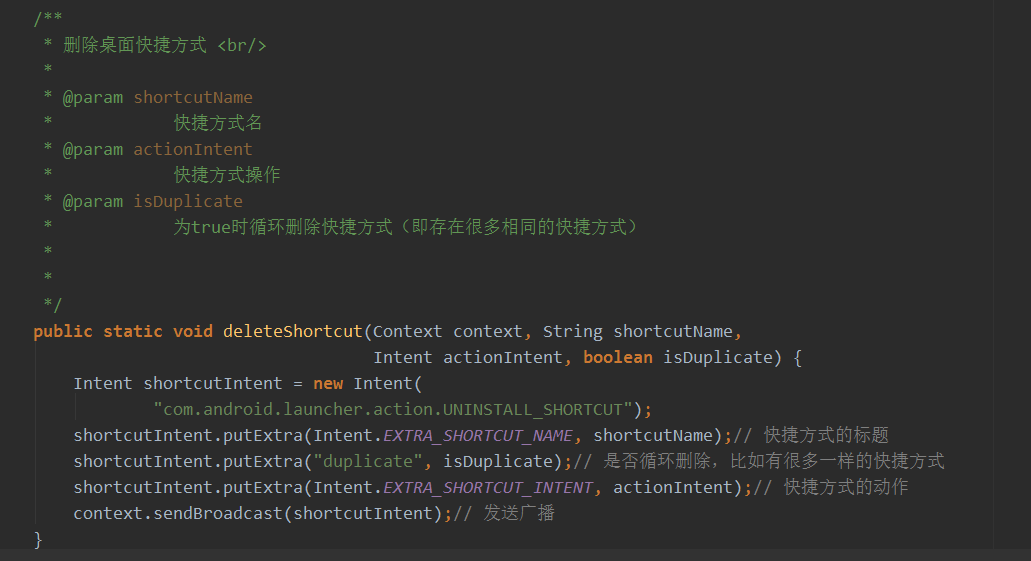 /**
 * 删除桌面快捷方式 <br/>
 *
 * @param shortcutName
 *            快捷方式名
 * @param actionIntent
 *            快捷方式操作
 * @param isDuplicate
 *            为true时循环删除快捷方式（即存在很多相同的快捷方式）
 *
 *
 */
public static void deleteShortcut(Context context, String shortcutName,
                                  Intent actionIntent, boolean isDuplicate) {
    Intent shortcutIntent = new Intent(
            "com.android.launcher.action.UNINSTALL_SHORTCUT");
    shortcutIntent.putExtra(Intent.EXTRA_SHORTCUT_NAME, shortcutName);// 快捷方式的标题
    shortcutIntent.putExtra("duplicate", isDuplicate);// 是否循环删除，比如有很多一样的快捷方式
    shortcutIntent.putExtra(Intent.EXTRA_SHORTCUT_INTENT, actionIntent);// 快捷方式的动作
    context.sendBroadcast(shortcutIntent);// 发送广播
}